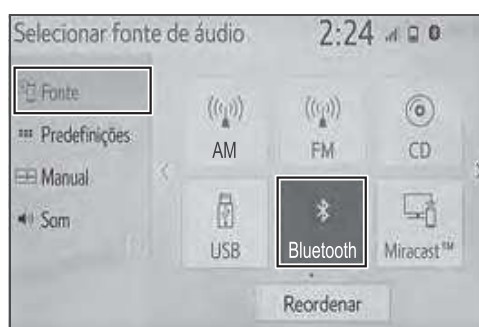 Selecionar fonte de áudio 2:24
Fonte
Predefinições
Manual
Som
AM FM CD
USB Bluetooth Miracast™
Reordenar